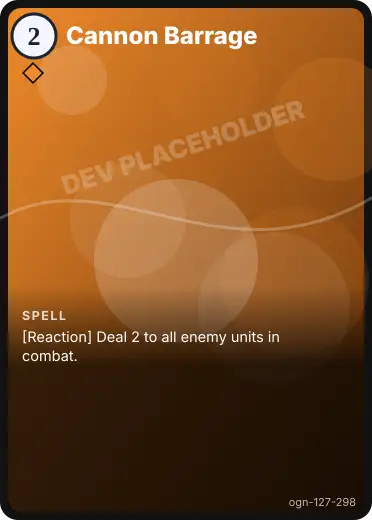 2
Cannon Barrage
DEV PLACEHOLDER
SPELL
[Reaction] Deal 2 to all enemy units in
combat.
ogn-127-298